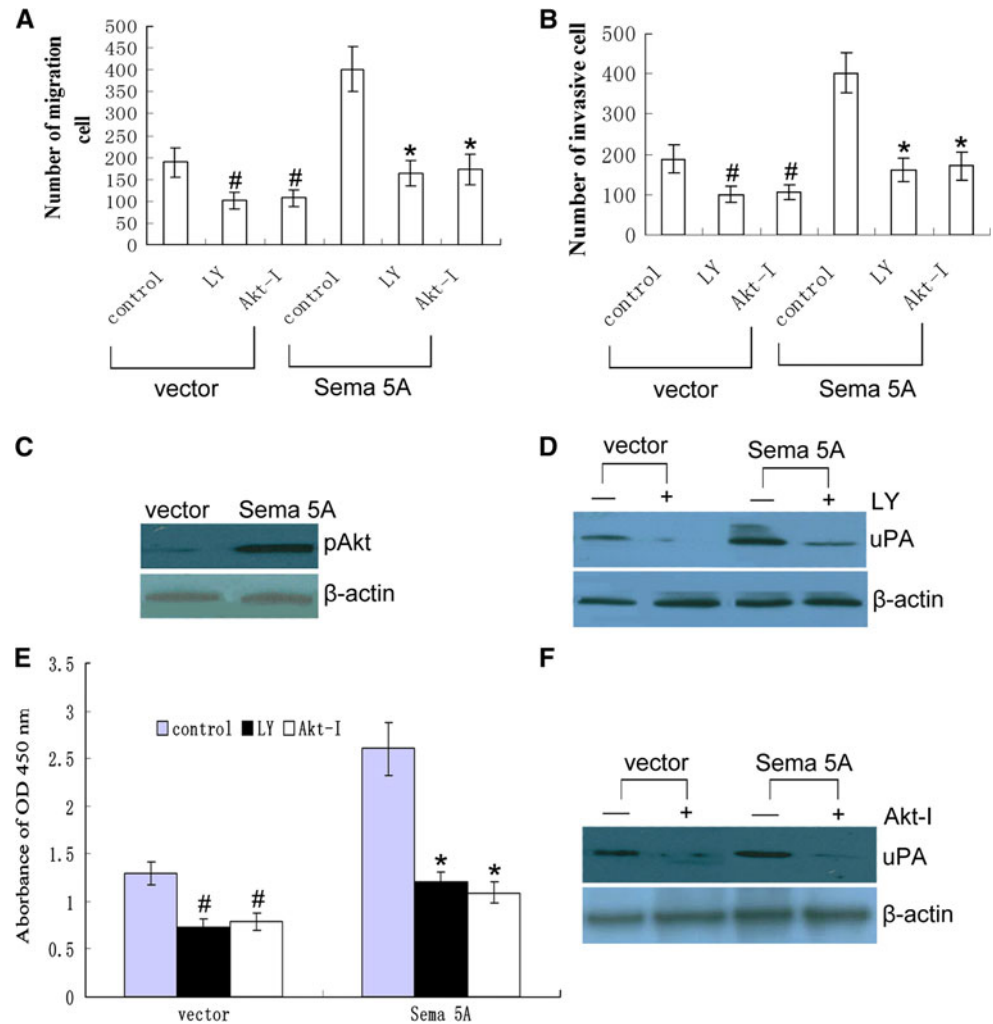 A
Number of migration
cell
500
450
400
350
300
250
200
150
100
50
0
# # * *
control LY Akt-I control LY Akt-I
vector Sema 5A
B
Number of invasive cell
500
400
300
200
100
0
# # * *
control LY Akt-I control LY Akt-I
vector Sema 5A
C
vector Sema 5A
pAkt
β-actin
D
vector Sema 5A
— + — + LY
uPA
β-actin
E
Aborbance of OD 450 nm
3.5
3
2.5
2
1.5
1
0.5
0
control LY Akt-I
# # * *
vector Sema 5A
F
vector Sema 5A
— + — + Akt-I
uPA
β-actin